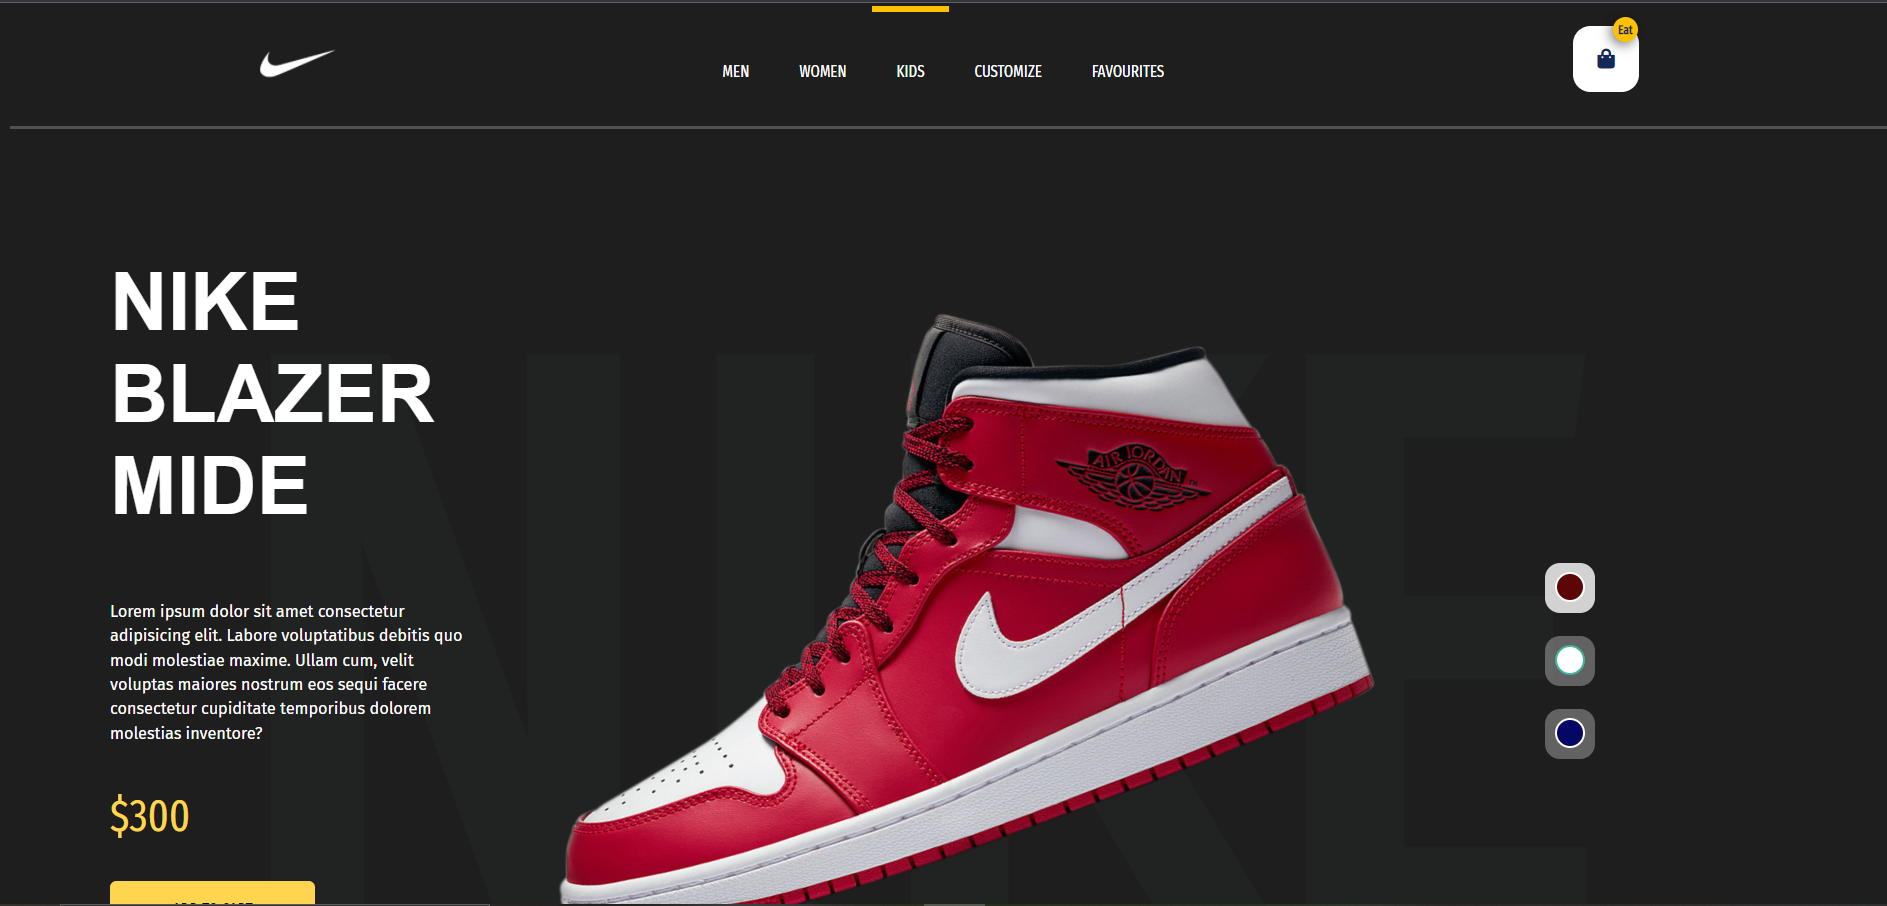 Eat
MEN WOMEN KIDS CUSTOMIZE FAVOURITES
NIKE
BLAZER
MIDE
NIKE
AIR JORDAN
TM
Lorem ipsum dolor sit amet consectetur
adipisicing elit. Labore voluptatibus debitis quo
modi molestiae maxime. Ullam cum, velit
voluptas maiores nostrum eos sequi facere
consectetur cupiditate temporibus dolorem
molestias inventore?
$300